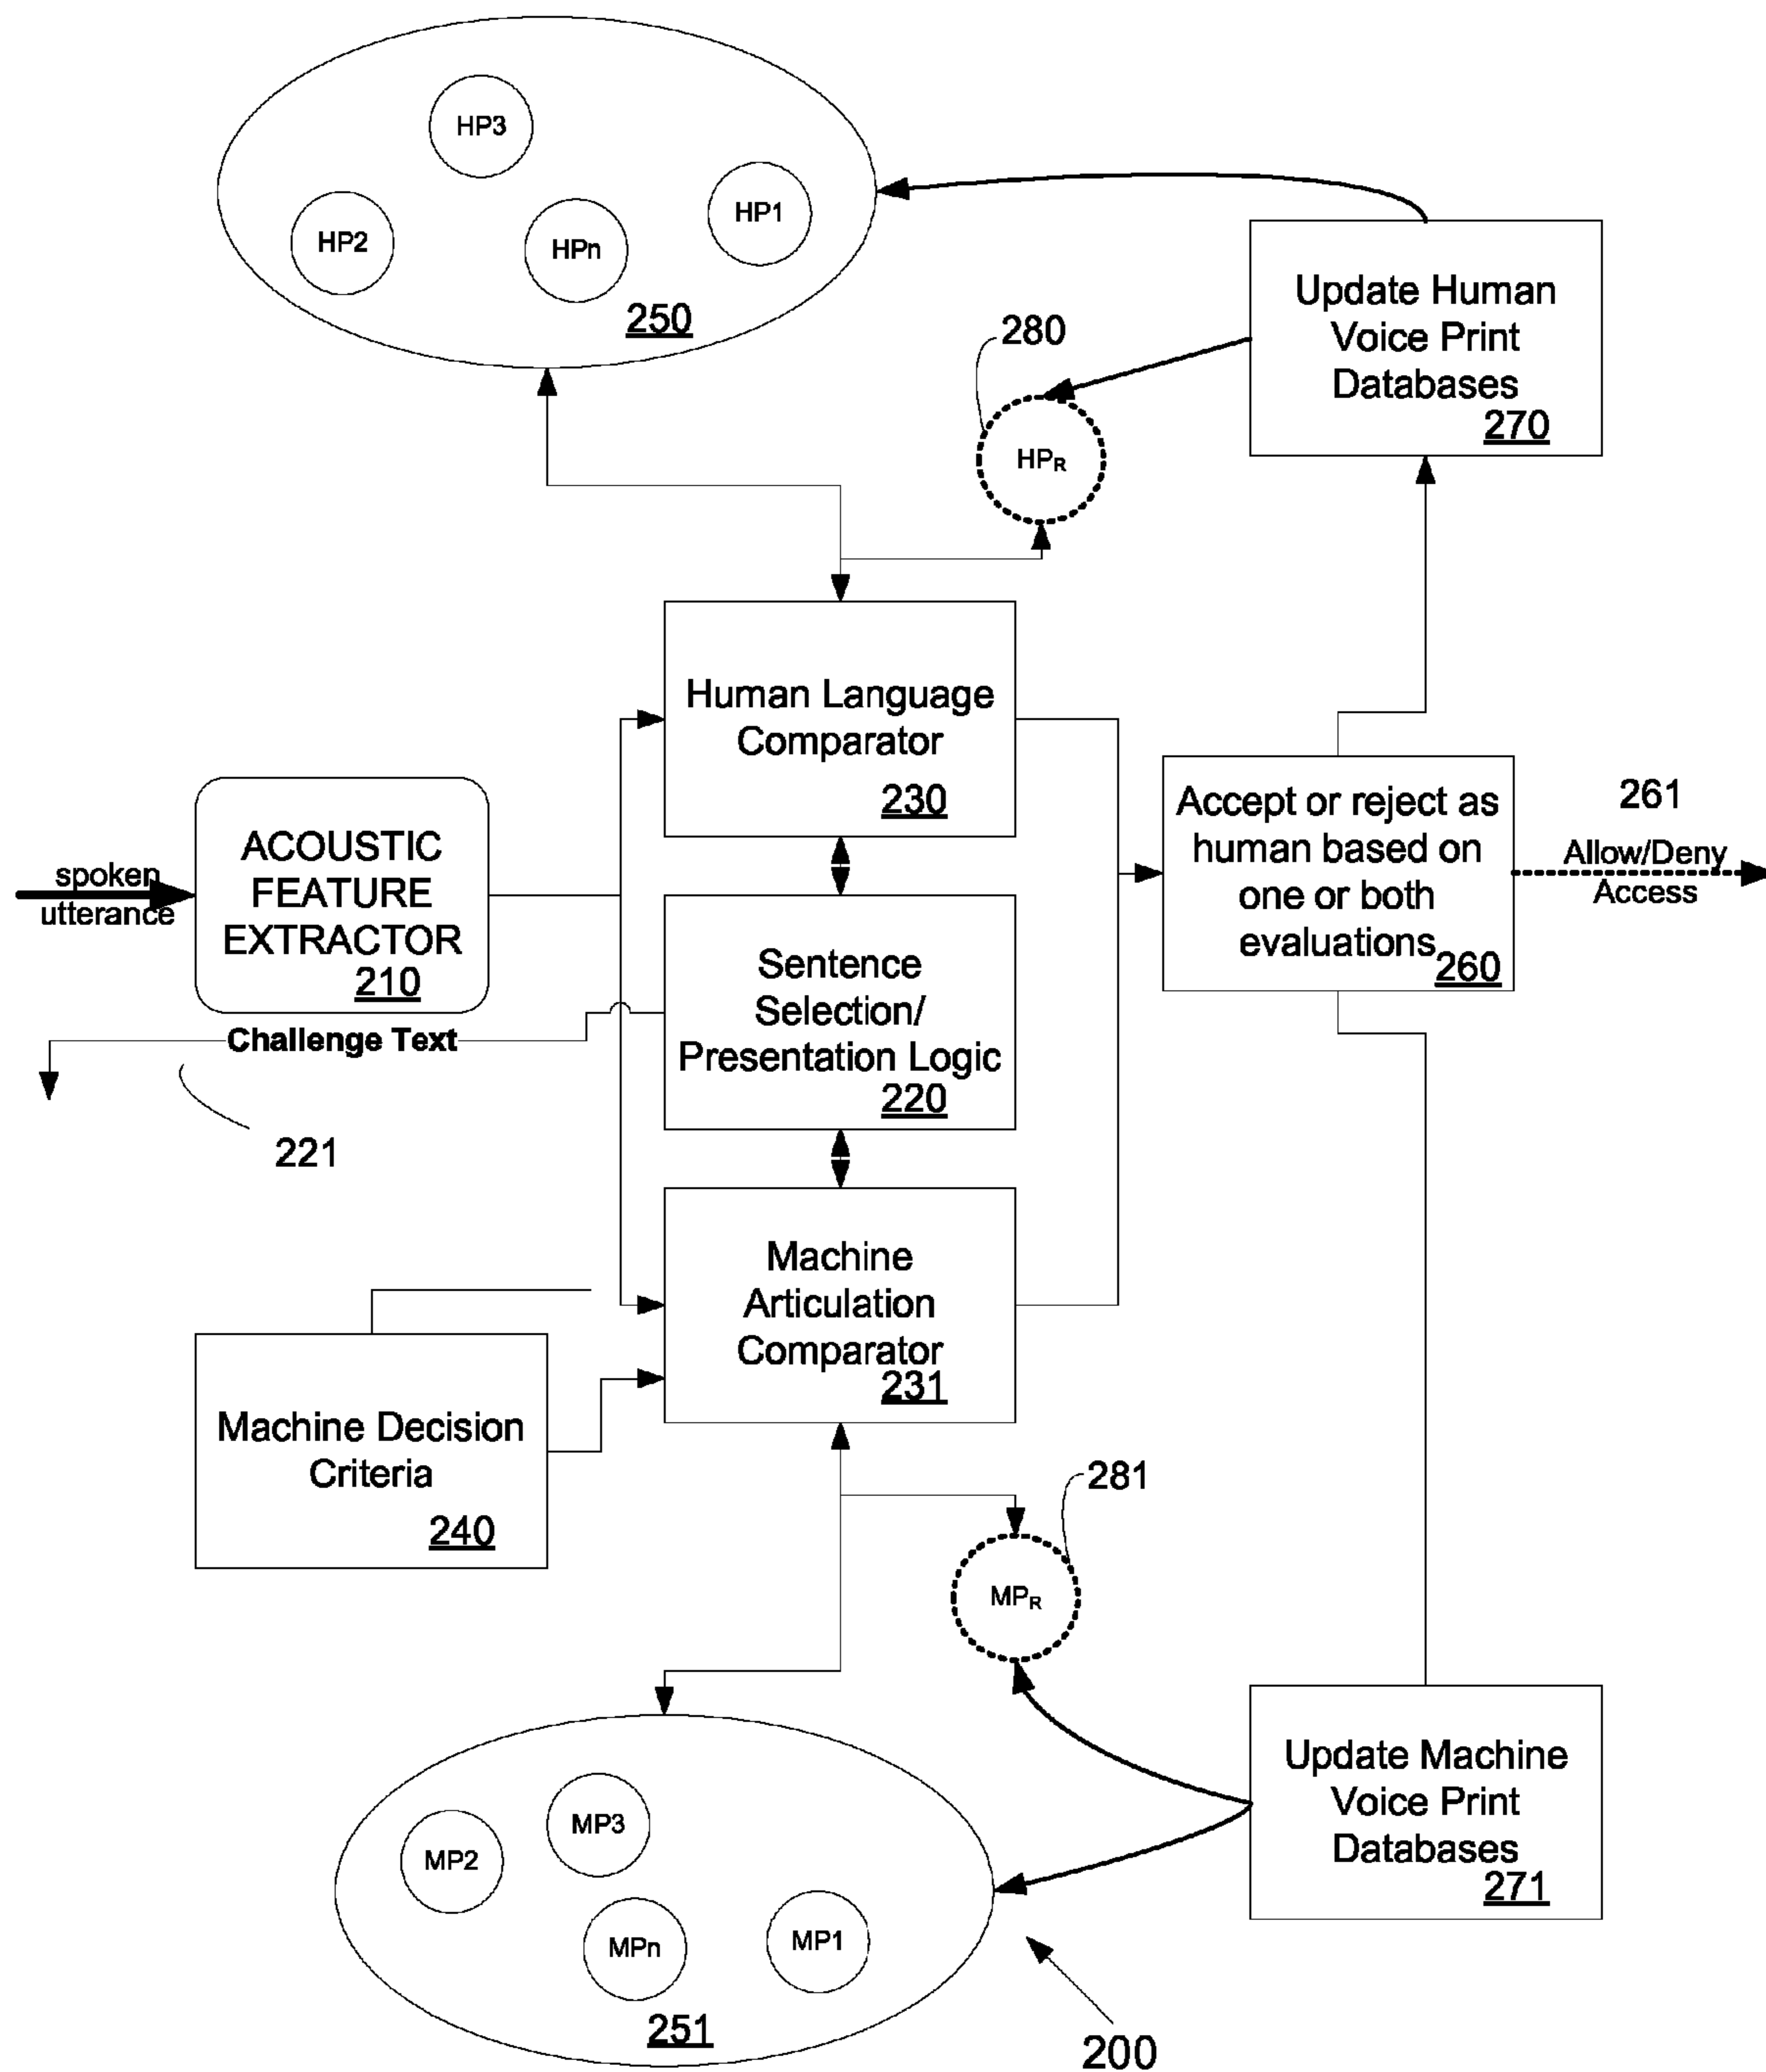 HP3
HP1
HP2
HPn
250
Update Human
Voice Print
Databases
270
280
HPR
Human Language
Comparator
230
ACOUSTIC
FEATURE
EXTRACTOR
210
spoken
utterance
Accept or reject as
human based on
one or both
evaluations
260
261
Allow/Deny
Access
Sentence
Selection/
Presentation Logic
220
Challenge Text
221
Machine
Articulation
Comparator
231
Machine Decision
Criteria
240
281
MPR
Update Machine
Voice Print
Databases
271
MP3
MP2
MPn
MP1
251
200